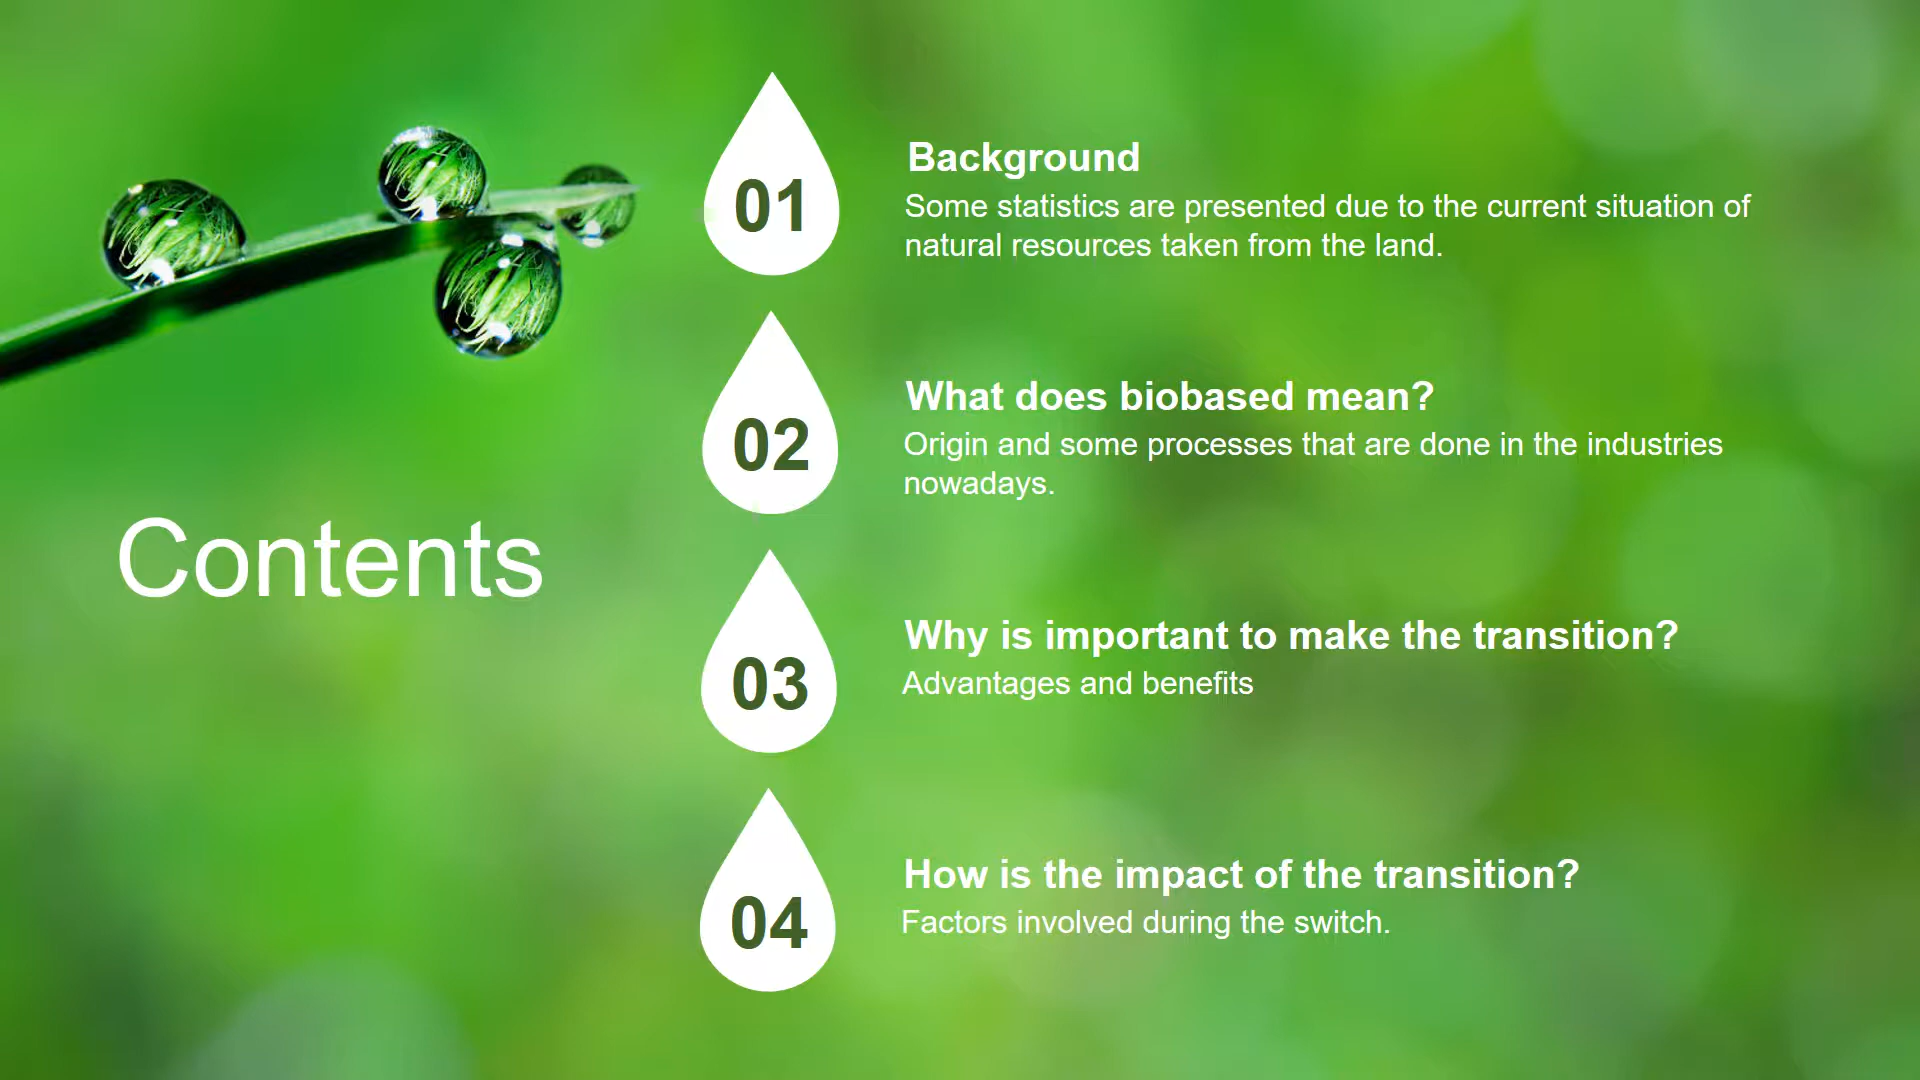 Contents
01
Background
Some statistics are presented due to the current situation of
natural resources taken from the land.
02
What does biobased mean?
Origin and some processes that are done in the industries
nowadays.
03
Why is important to make the transition?
Advantages and benefits
04
How is the impact of the transition?
Factors involved during the switch.